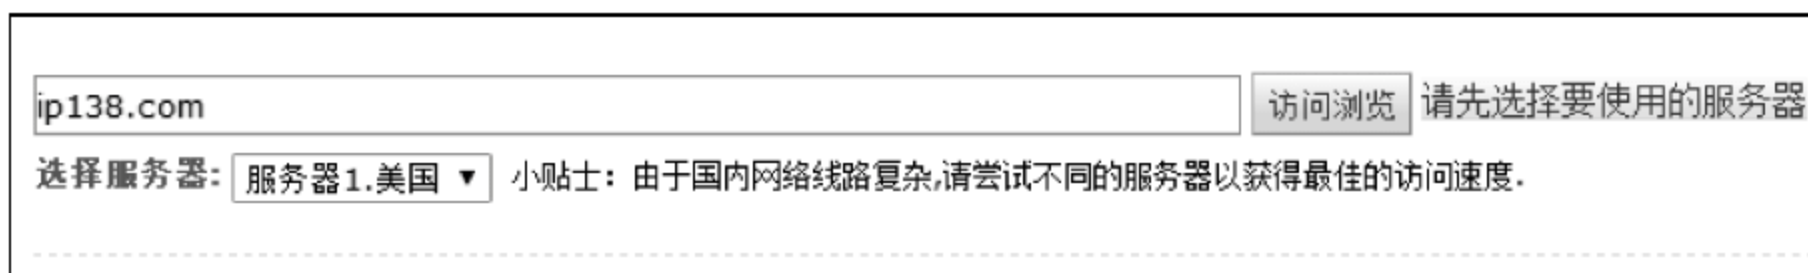 ip138.com 访问浏览 请先选择要使用的服务器
选择服务器: 服务器1.美国 ▼ 小贴士：由于国内网络线路复杂,请尝试不同的服务器以获得最佳的访问速度.